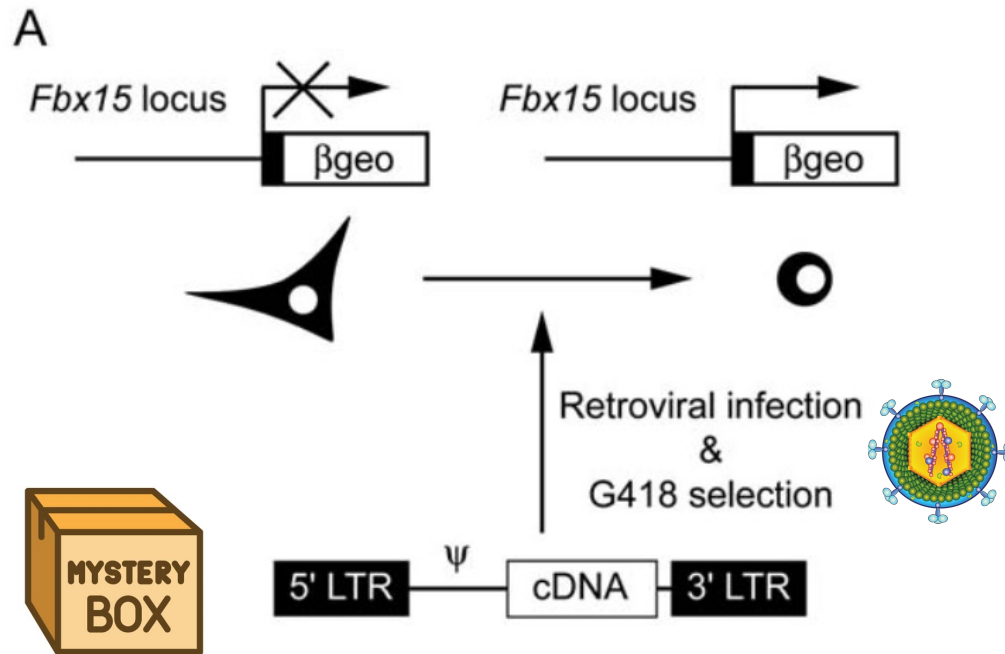 A
Fbx15 locus
βgeo
Fbx15 locus
βgeo
Retroviral infection
&
G418 selection
MYSTERY
BOX
5' LTR
ψ
cDNA
3' LTR